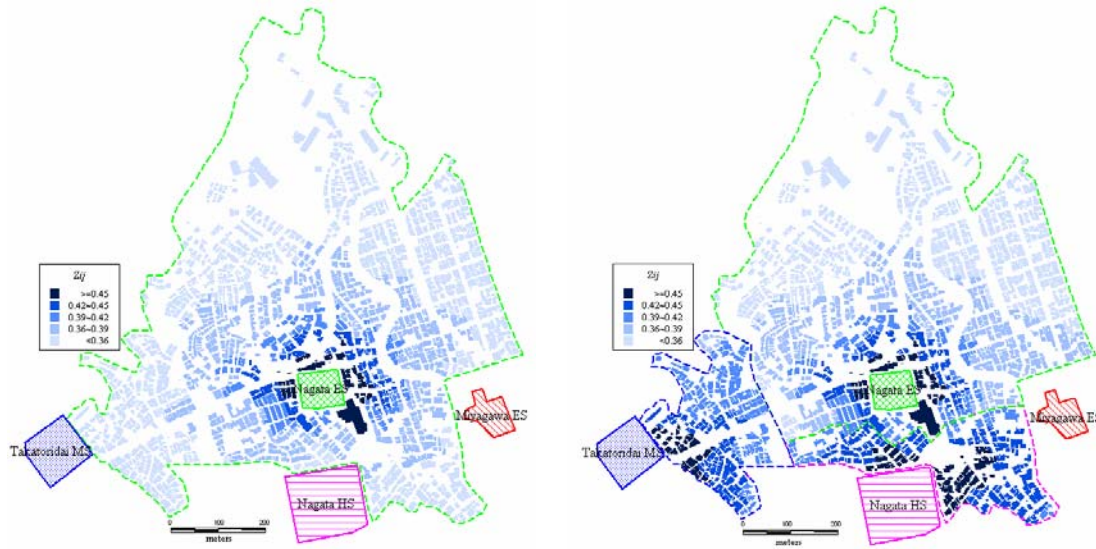 Zij
>=0.45
0.42~0.45
0.39~0.42
0.36~0.39
<0.36
Nagata ES
Miyagawa ES
Takatoridai MS
Nagata HS
0 100 200
meters
Zij
>=0.45
0.42~0.45
0.39~0.42
0.36~0.39
<0.36
Nagata ES
Miyagawa ES
Takatoridai MS
Nagata HS
0 100 200
meters